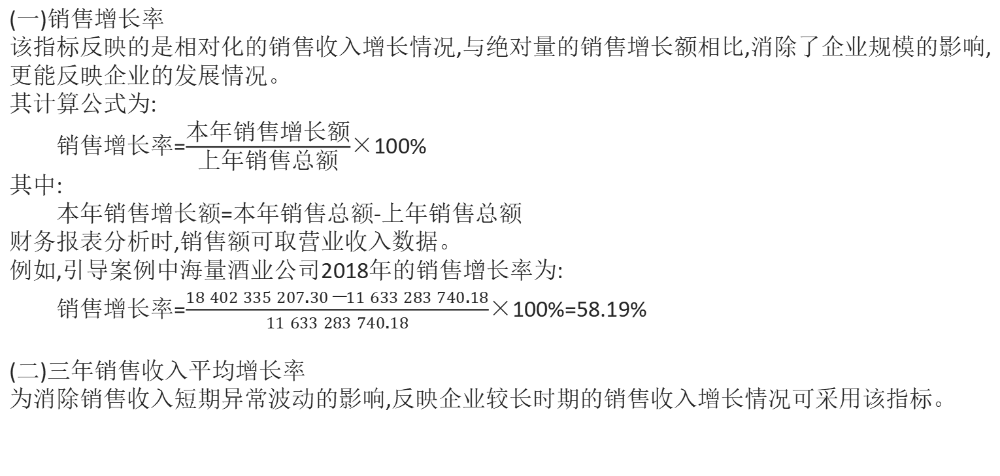 (一)销售增长率
该指标反映的是相对化的销售收入增长情况,与绝对量的销售增长额相比,消除了企业规模的影响,
更能反映企业的发展情况。
其计算公式为:
销售增长率=本年销售增长额/上年销售总额×100%
其中:
本年销售增长额=本年销售总额-上年销售总额
财务报表分析时,销售额可取营业收入数据。
例如,引导案例中海量酒业公司2018年的销售增长率为:
销售增长率=18 402 335 207.30 —11 633 283 740.18/11 633 283 740.18×100%=58.19%
(二)三年销售收入平均增长率
为消除销售收入短期异常波动的影响,反映企业较长时期的销售收入增长情况可采用该指标。